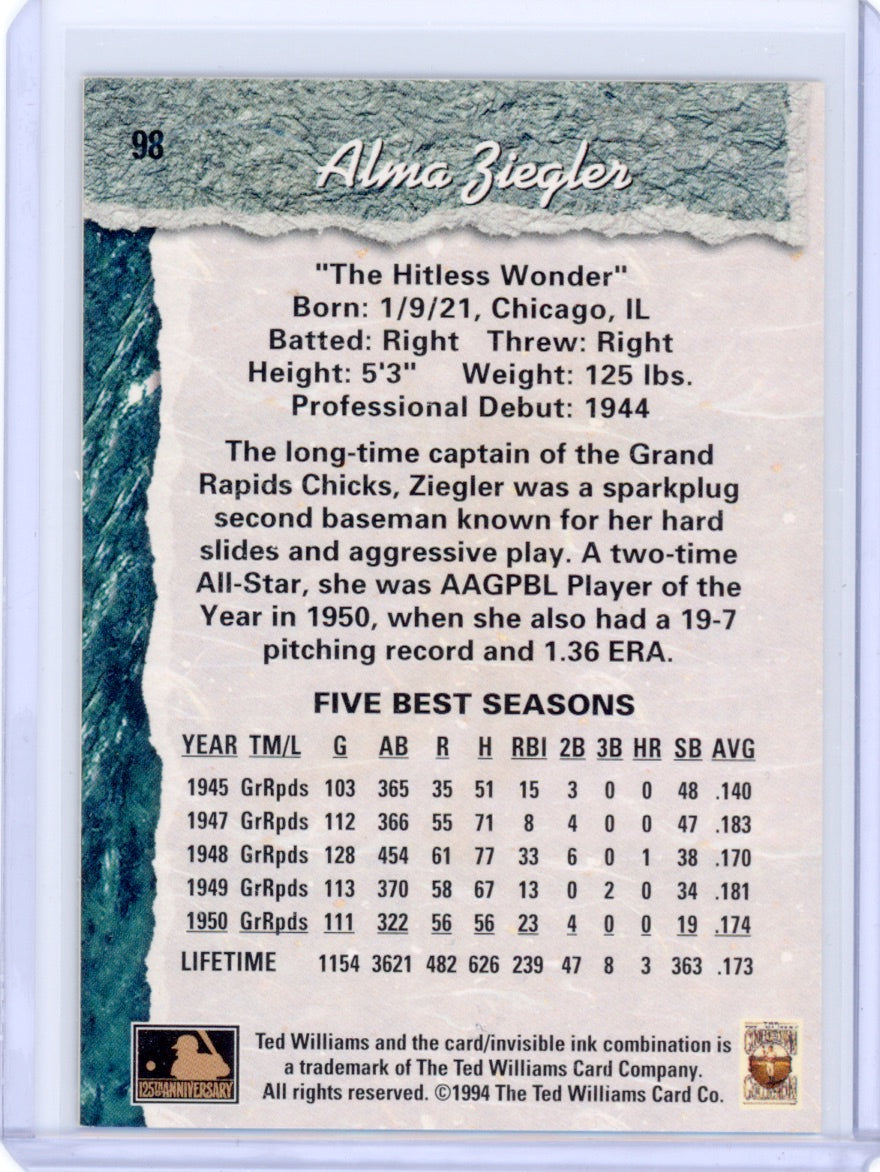 98
Alma Ziegler
"The Hitless Wonder"
Born: 1/9/21, Chicago, IL
Batted: Right Threw: Right
Height: 5'3" Weight: 125 lbs.
Professional Debut: 1944
The long-time captain of the Grand
Rapids Chicks, Ziegler was a sparkplug
second baseman known for her hard
slides and aggressive play. A two-time
All-Star, she was AAGPBL Player of the
Year in 1950, when she also had a 19-7
pitching record and 1.36 ERA.
FIVE BEST SEASONS
YEAR TM/L G AB R H RBI 2B 3B HR SB AVG
1945 GrRpds 103 365 35 51 15 3 0 0 48 .140
1947 GrRpds 112 366 55 71 8 4 0 0 47 .183
1948 GrRpds 128 454 61 77 33 6 0 1 38 .170
1949 GrRpds 113 370 58 67 13 0 2 0 34 .181
1950 GrRpds 111 322 56 56 23 4 0 0 19 .174
LIFETIME 1154 3621 482 626 239 47 8 3 363 .173
Ted Williams and the card/invisible ink combination is
a trademark of The Ted Williams Card Company.
All rights reserved. ©1994 The Ted Williams Card Co.
125TH ANNIVERSARY